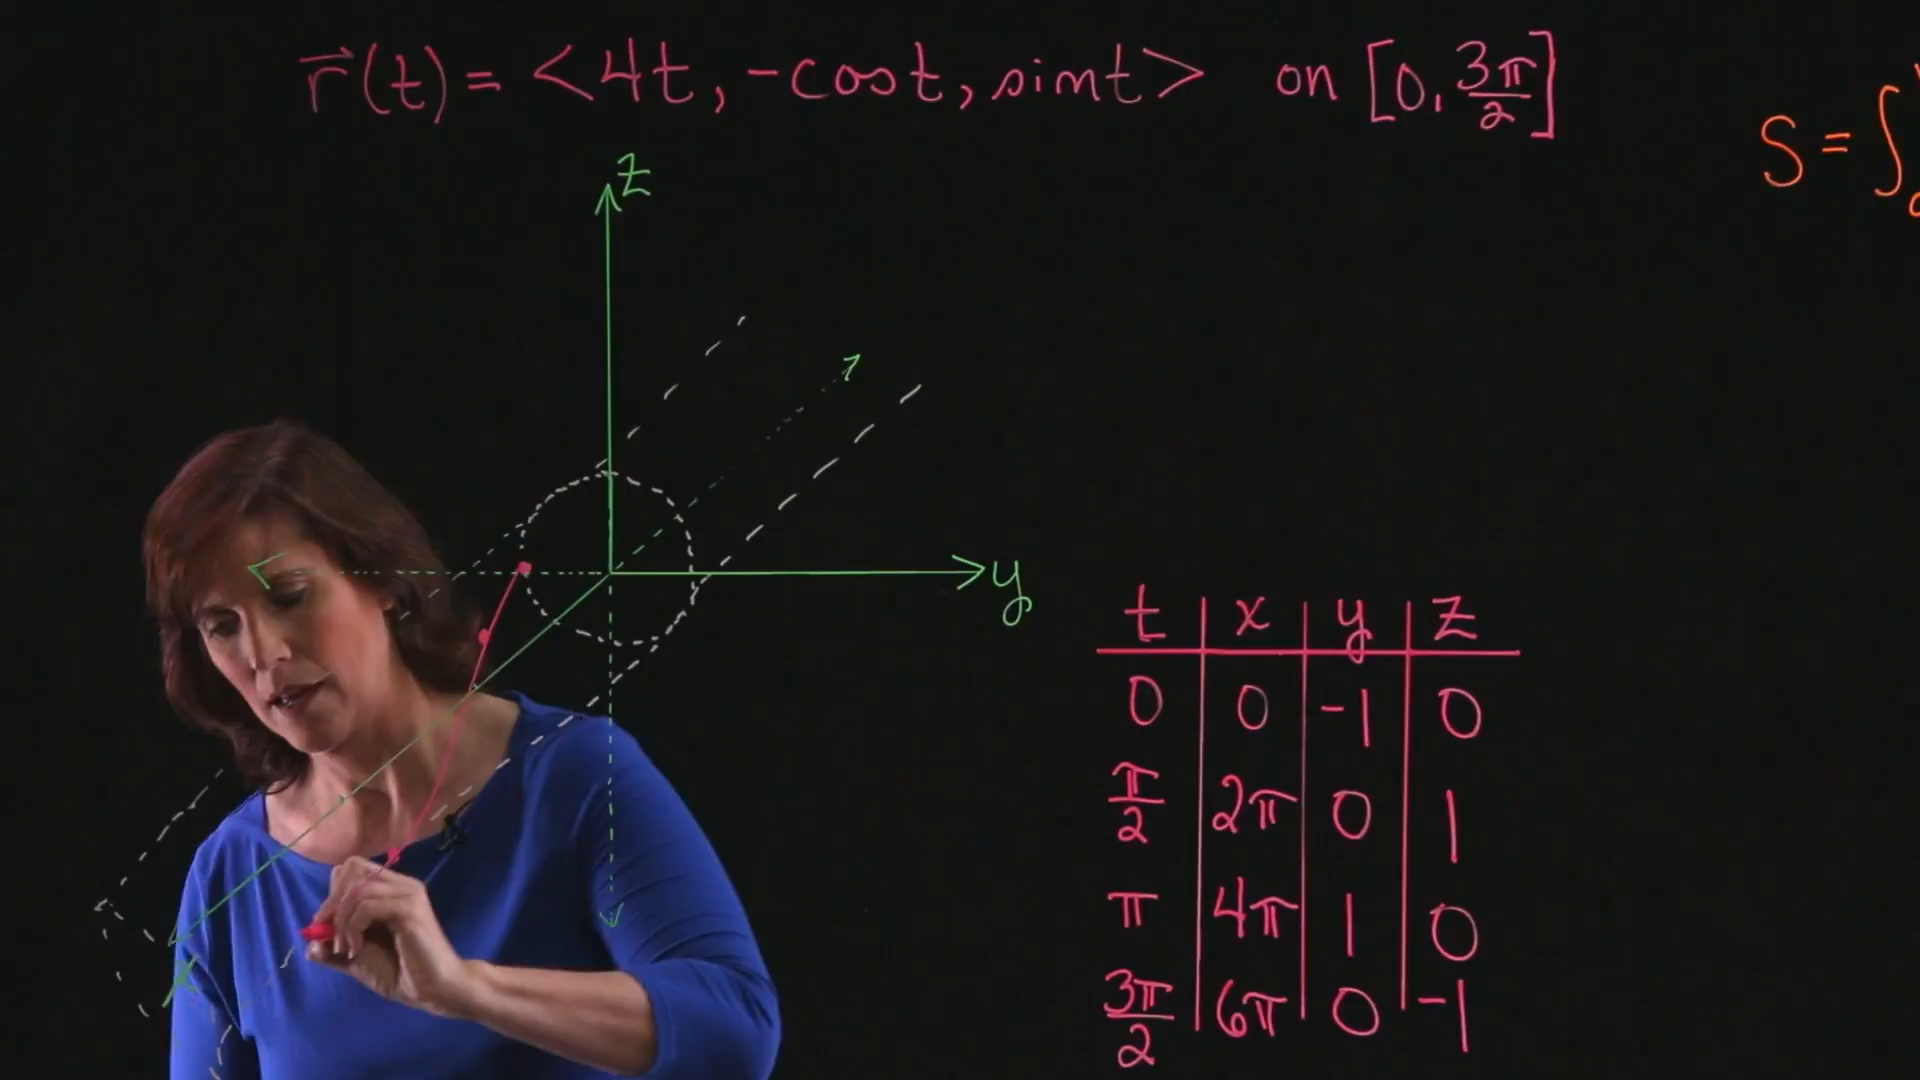 r⃗(t) = <4t, -cost, sint> on [0, 3π/2]
S = ∫
z
y
x
t x y z
0 0 -1 0
π/2 2π 0 1
π 4π 1 0
3π/2 6π 0 -1